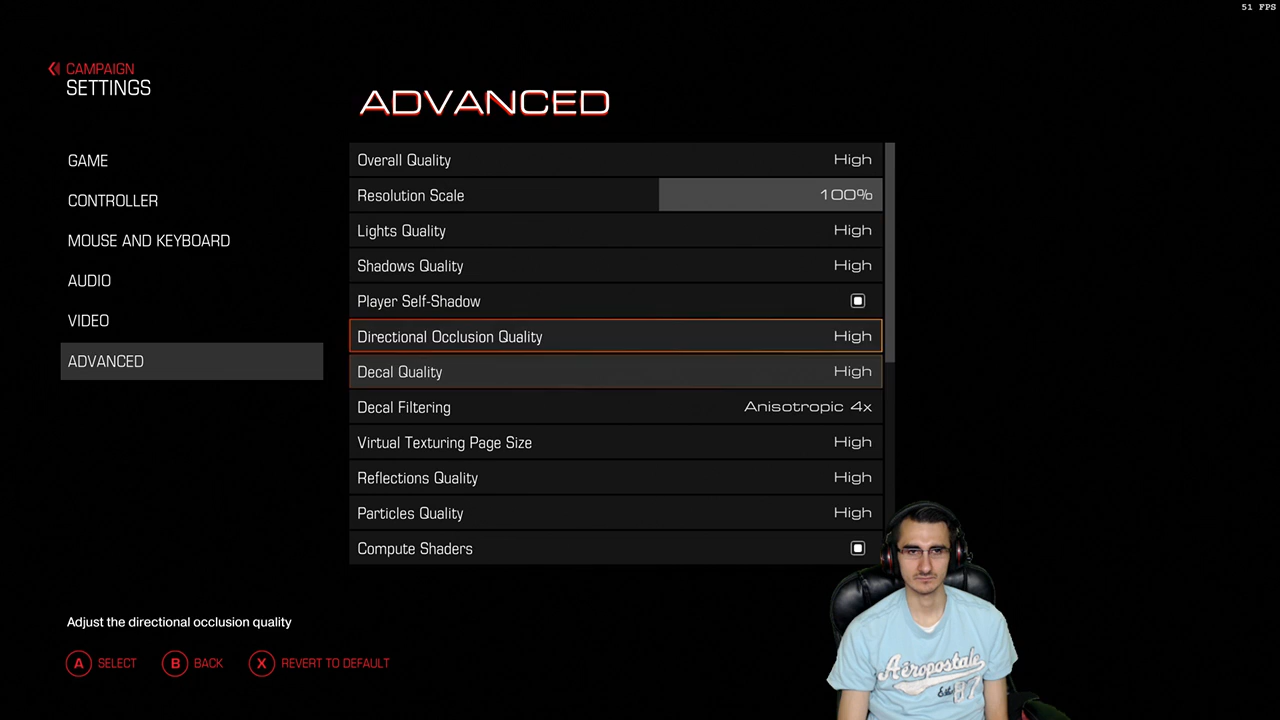 51 FPS
CAMPAIGN
SETTINGS
ADVANCED
GAME
CONTROLLER
MOUSE AND KEYBOARD
AUDIO
VIDEO
ADVANCED
Overall Quality High
Resolution Scale 100%
Lights Quality High
Shadows Quality High
Player Self-Shadow
Directional Occlusion Quality High
Decal Quality High
Decal Filtering Anisotropic 4x
Virtual Texturing Page Size High
Reflections Quality High
Particles Quality High
Compute Shaders
Adjust the directional occlusion quality
A SELECT B BACK X REVERT TO DEFAULT
Aéropostale
Est. 87